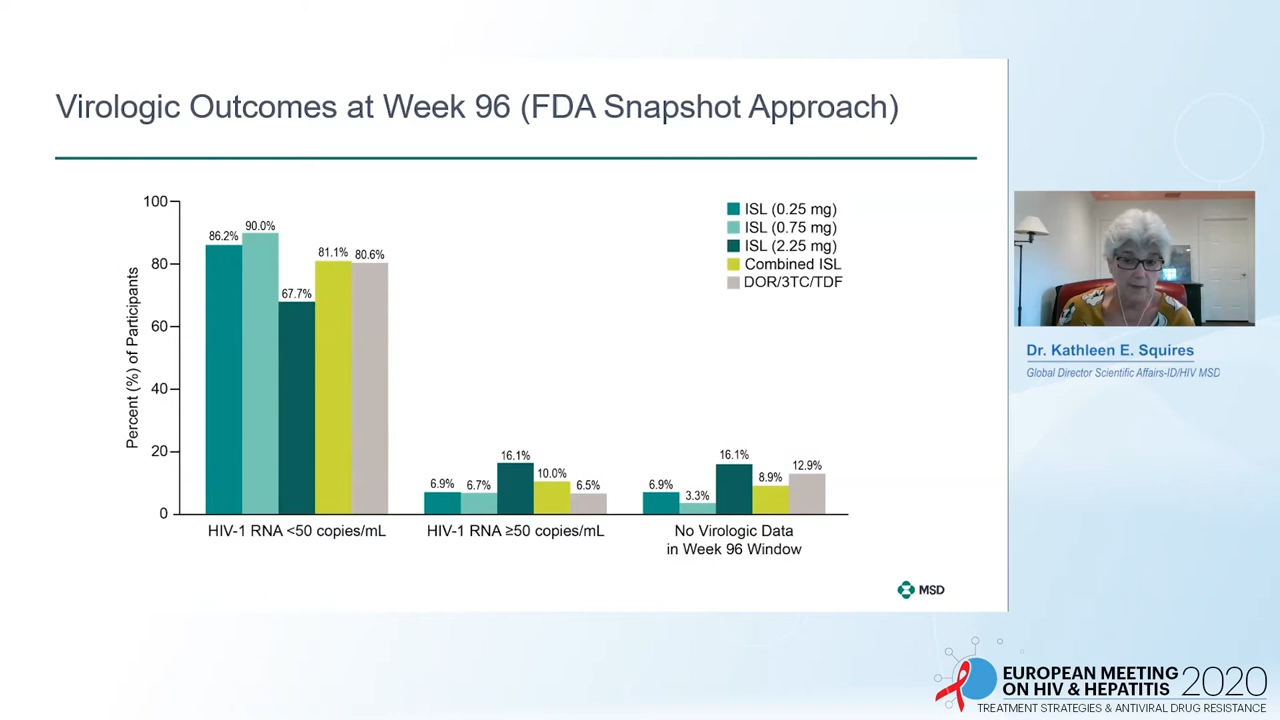 Virologic Outcomes at Week 96 (FDA Snapshot Approach)
Percent (%) of Participants
100
80
60
40
20
0
86.2%
90.0%
67.7%
81.1%
80.6%
6.9%
6.7%
16.1%
10.0%
6.5%
6.9%
3.3%
16.1%
8.9%
12.9%
HIV-1 RNA <50 copies/mL
HIV-1 RNA ≥50 copies/mL
No Virologic Data
in Week 96 Window
ISL (0.25 mg)
ISL (0.75 mg)
ISL (2.25 mg)
Combined ISL
DOR/3TC/TDF
MSD
Dr. Kathleen E. Squires
Global Director Scientific Affairs-ID/HIV MSD
EUROPEAN MEETING
ON HIV & HEPATITIS 2020
TREATMENT STRATEGIES & ANTIVIRAL DRUG RESISTANCE